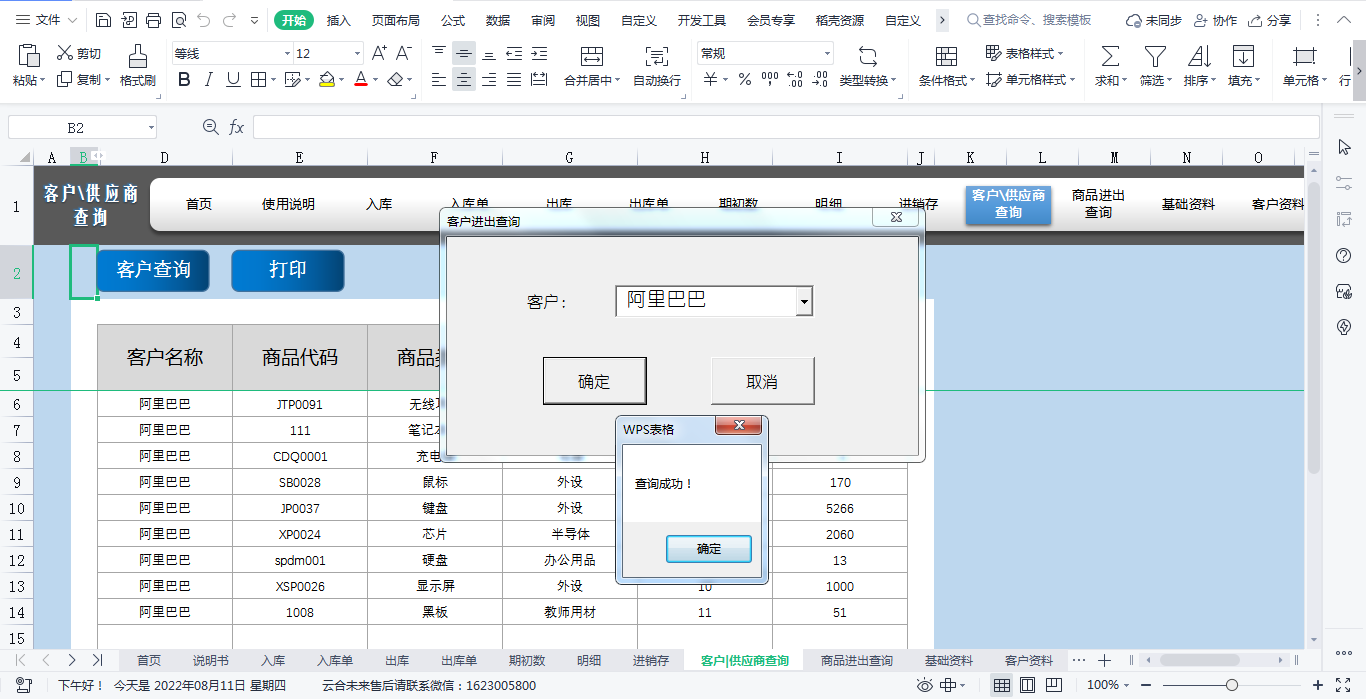 文件
开始 插入 页面布局 公式 数据 审阅 视图 自定义 开发工具 会员专享 稻壳资源 自定义
查找命令、搜索模板 未同步 协作 分享
粘贴 剪切 复制 格式刷
等线 12
B I U
合并居中 自动换行
常规
类型转换 条件格式 表格样式 单元格样式
求和 筛选 排序 填充 单元格 行
B2
fx
A B D E F G H I J K L M N O
1 客户\供应商
查询
首页 使用说明 入库 入库单 出库 出库单 期初数 明细 进销存 客户\供应商
查询 商品进出
查询 基础资料 客户资料
2 客户查询 打印
3
4
5
客户名称 商品代码
6 阿里巴巴 JTP0091 无线
7 阿里巴巴 111 笔记
8 阿里巴巴 CDQ0001 充电
9 阿里巴巴 SB0028 鼠标 外设 170
10 阿里巴巴 JP0037 键盘 外设 5266
11 阿里巴巴 XP0024 芯片 半导体 2060
12 阿里巴巴 spdm001 硬盘 办公用品 13
13 阿里巴巴 XSP0026 显示屏 外设 10 1000
14 阿里巴巴 1008 黑板 教师用材 11 51
15
客户进出查询
客户：
阿里巴巴
确定 取消
WPS表格
查询成功！
确定
首页 说明书 入库 入库单 出库 出库单 期初数 明细 进销存 客户|供应商查询 商品进出查询 基础资料 客户资料
下午好！ 今天是 2022年08月11日 星期四 云合未来售后请联系微信：1623005800
100%